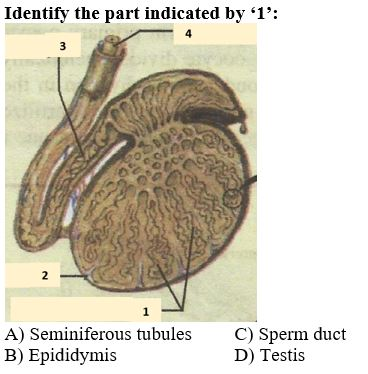 Identify the part indicated by ‘1’:
4
3
2
1
A) Seminiferous tubules C) Sperm duct
B) Epididymis D) Testis